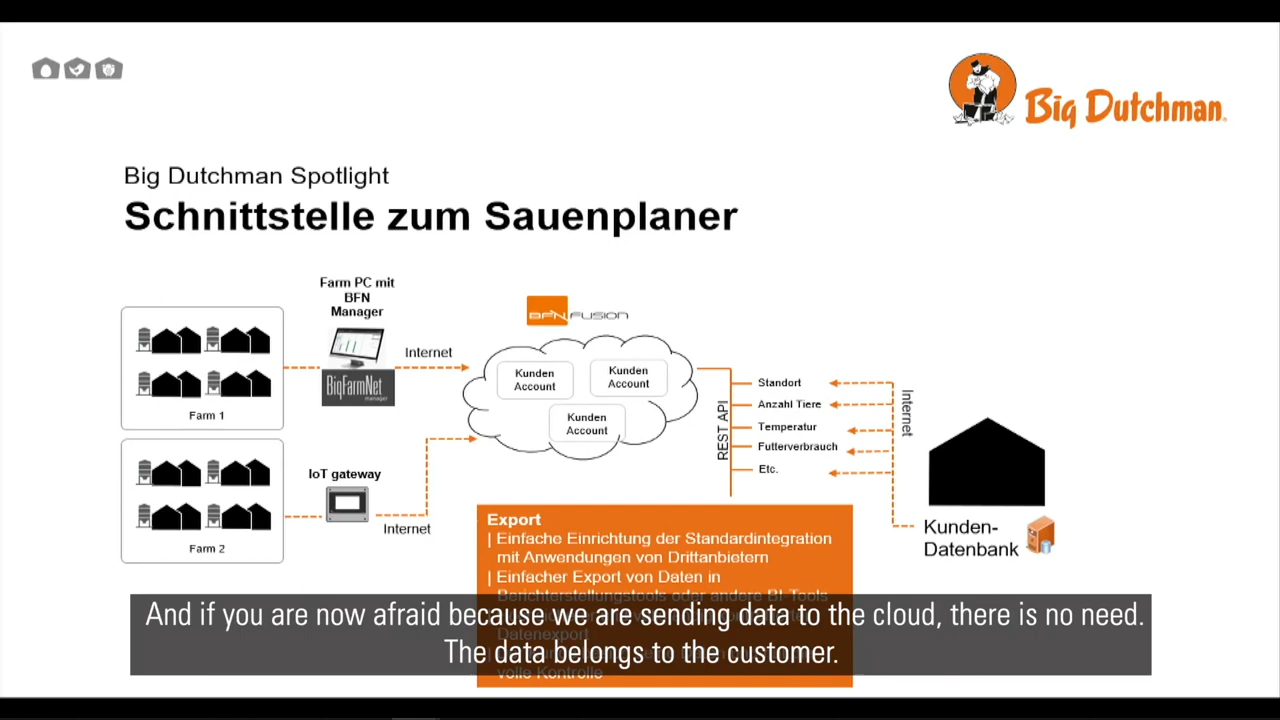 Big Dutchman
Big Dutchman Spotlight
Schnittstelle zum Sauenplaner
Farm PC mit
BFN
Manager
BigFarmNet
manager
Internet
Farm 1
IoT gateway
Internet
Farm 2
BFN FUSION
Kunden
Account
Kunden
Account
Kunden
Account
REST API
Standort
Anzahl Tiere
Temperatur
Futterverbrauch
Etc.
Internet
Kunden-
Datenbank
Export
| Einfache Einrichtung der Standardintegration
mit Anwendungen von Drittanbietern
| Einfacher Export von Daten in
Berichterstellungstools oder andere BI-Tools
Datenexport
volle Kontrolle
And if you are now afraid because we are sending data to the cloud, there is no need.
The data belongs to the customer.